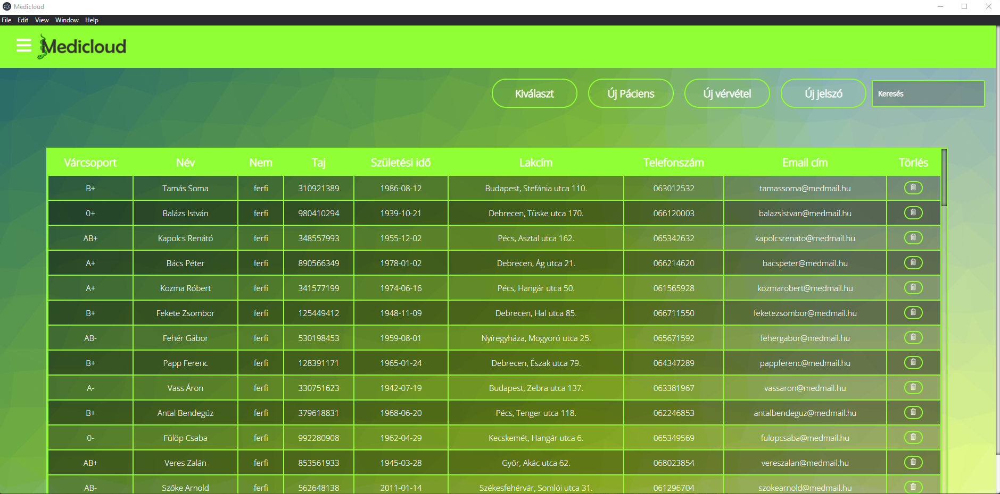 Medicloud
File Edit View Window Help
Medicloud
Kiválaszt Új Páciens Új vérvétel Új jelszó Keresés
Várcsoport Név Nem Taj Születési idő Lakcím Telefonszám Email cím Törlés
B+ Tamás Soma ferfi 310921389 1986-08-12 Budapest, Stefánia utca 110. 063012532 tamassoma@medmail.hu
0+ Balázs István ferfi 980410294 1939-10-21 Debrecen, Tüske utca 170. 066120003 balazsistvan@medmail.hu
AB+ Kapolcs Renátó ferfi 348557993 1955-12-02 Pécs, Asztal utca 162. 065342632 kapolcsrenato@medmail.hu
A+ Bács Péter ferfi 890566349 1978-01-02 Debrecen, Ág utca 21. 066214620 bacspeter@medmail.hu
A+ Kozma Róbert ferfi 341577199 1974-06-16 Pécs, Hangár utca 50. 061565928 kozmarobert@medmail.hu
B+ Fekete Zsombor ferfi 125449412 1948-11-09 Debrecen, Hal utca 85. 066711550 feketezsombor@medmail.hu
AB- Fehér Gábor ferfi 530198453 1959-08-01 Nyíregyháza, Mogyoró utca 25. 065671592 fehergabor@medmail.hu
B+ Papp Ferenc ferfi 128391171 1965-01-24 Debrecen, Észak utca 79. 064347289 pappferenc@medmail.hu
A- Vass Áron ferfi 330751623 1942-07-19 Budapest, Zebra utca 137. 063381967 vassaron@medmail.hu
B+ Antal Bendegúz ferfi 379618831 1968-06-20 Pécs, Tenger utca 118. 062246853 antalbendeguz@medmail.hu
0- Fülöp Csaba ferfi 992280908 1962-04-29 Kecskemét, Hangár utca 6. 065349569 fulopcsaba@medmail.hu
AB+ Veres Zalán ferfi 853561933 1945-03-28 Győr, Akác utca 62. 068023854 vereszalan@medmail.hu
AB- Szőke Arnold ferfi 562648138 2011-01-14 Székesfehérvár, Somlói utca 31. 061296704 szokearnold@medmail.hu